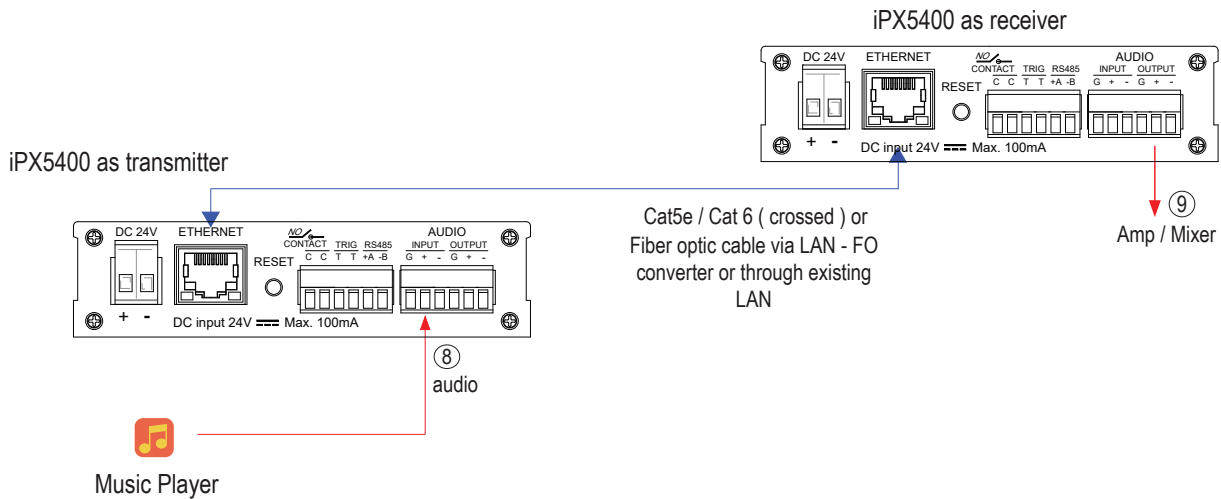 iPX5400 as receiver
DC 24V ETHERNET NO CONTACT TRIG RS485 AUDIO INPUT OUTPUT
C C T T +A -B G + - G + -
RESET
+ - DC input 24V Max. 100mA
iPX5400 as transmitter
DC 24V ETHERNET NO CONTACT TRIG RS485 AUDIO INPUT OUTPUT
C C T T +A -B G + - G + -
RESET
+ - DC input 24V Max. 100mA
Cat5e / Cat 6 ( crossed ) or
Fiber optic cable via LAN - FO
converter or through existing
LAN
9
Amp / Mixer
8
audio
Music Player